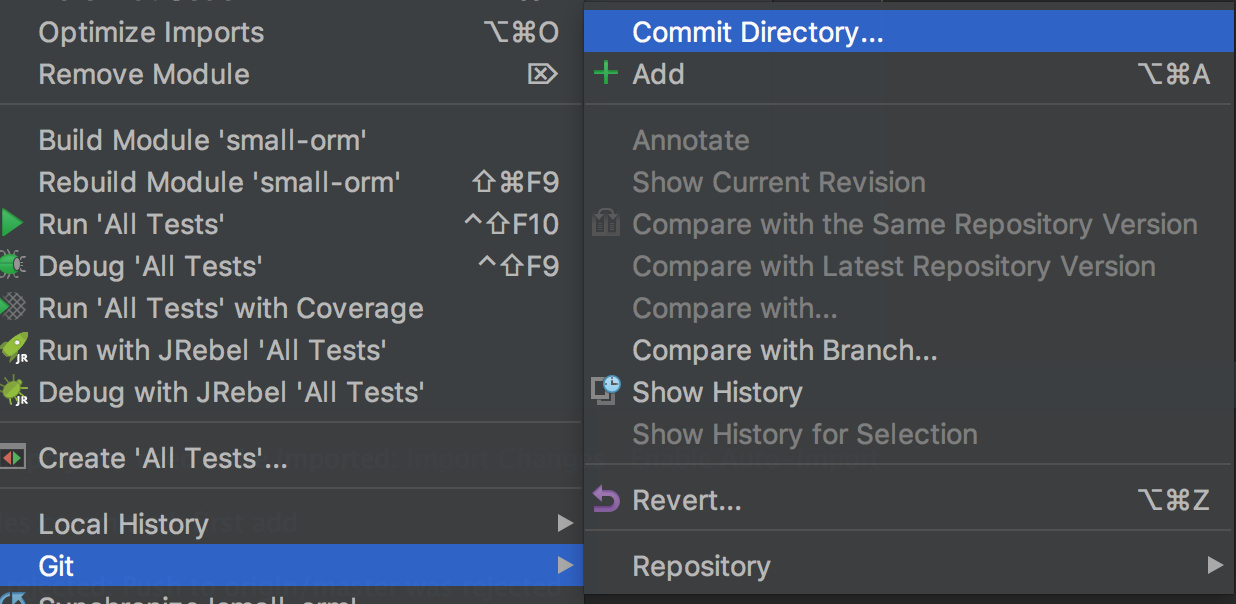 Optimize Imports ⌥⌘O
Remove Module ⌦
Build Module 'small-orm'
Rebuild Module 'small-orm' ⇧⌘F9
Run 'All Tests' ^⇧F10
Debug 'All Tests' ^⇧F9
Run 'All Tests' with Coverage
JR Run with JRebel 'All Tests'
JR Debug with JRebel 'All Tests'
Create 'All Tests'...
Local History
Git
Synchronize 'small-orm'
Commit Directory...
Add ⌥⌘A
Annotate
Show Current Revision
Compare with the Same Repository Version
Compare with Latest Repository Version
Compare with...
Compare with Branch...
Show History
Show History for Selection
Revert... ⌥⌘Z
Repository